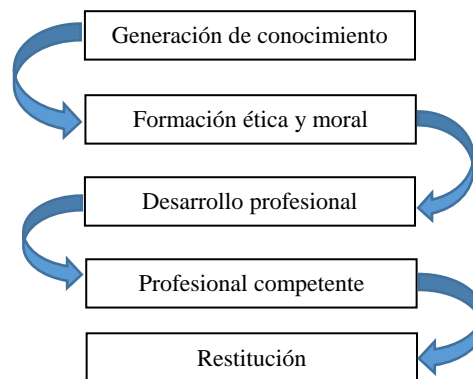 Generación de conocimiento
Formación ética y moral
Desarrollo profesional
Profesional competente
Restitución